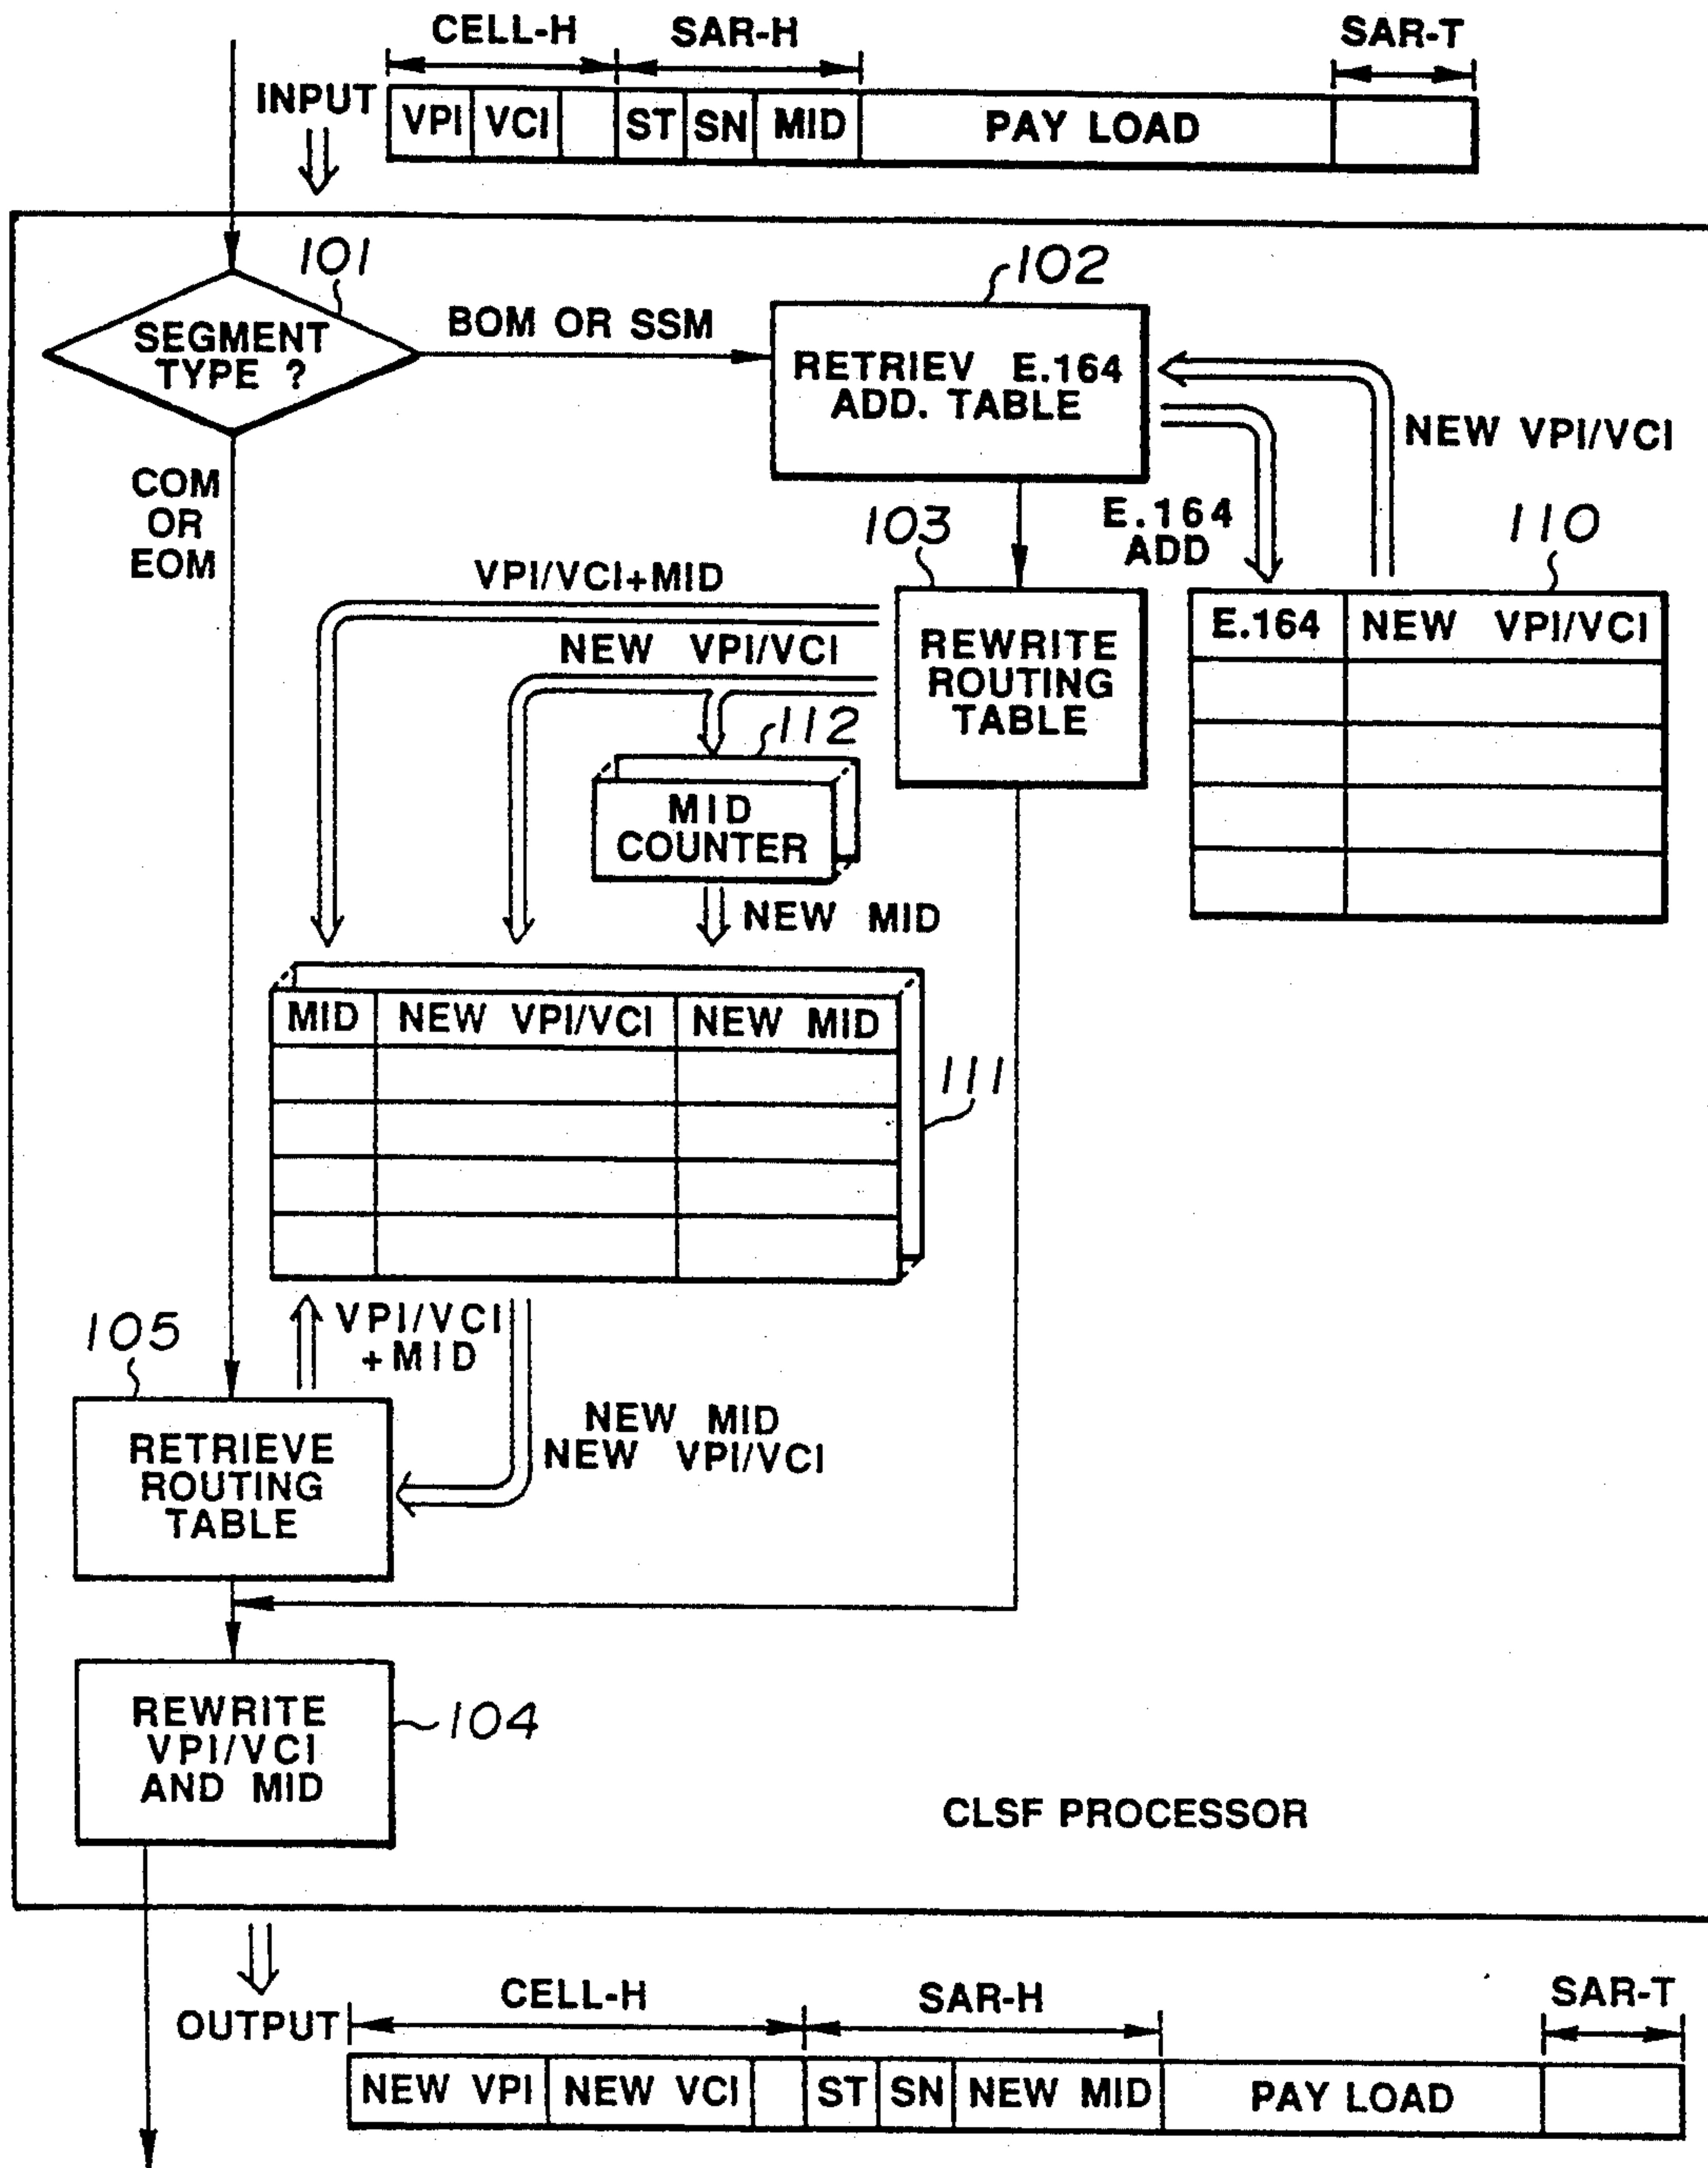 CELL-H SAR-H SAR-T
INPUT
VPI VCI ST SN MID PAY LOAD
101
SEGMENT
TYPE ?
BOM OR SSM
102
RETRIEV E.164
ADD. TABLE
NEW VPI/VCI
COM
OR
EOM
E.164
ADD
103
110
VPI/VCI+MID
NEW VPI/VCI
REWRITE
ROUTING
TABLE
E.164 NEW VPI/VCI
112
MID
COUNTER
NEW MID
MID NEW VPI/VCI NEW MID
111
VPI/VCI
+MID
105
NEW MID
NEW VPI/VCI
RETRIEVE
ROUTING
TABLE
REWRITE
VPI/VCI
AND MID
104
CLSF PROCESSOR
CELL-H SAR-H SAR-T
OUTPUT
NEW VPI NEW VCI ST SN NEW MID PAY LOAD